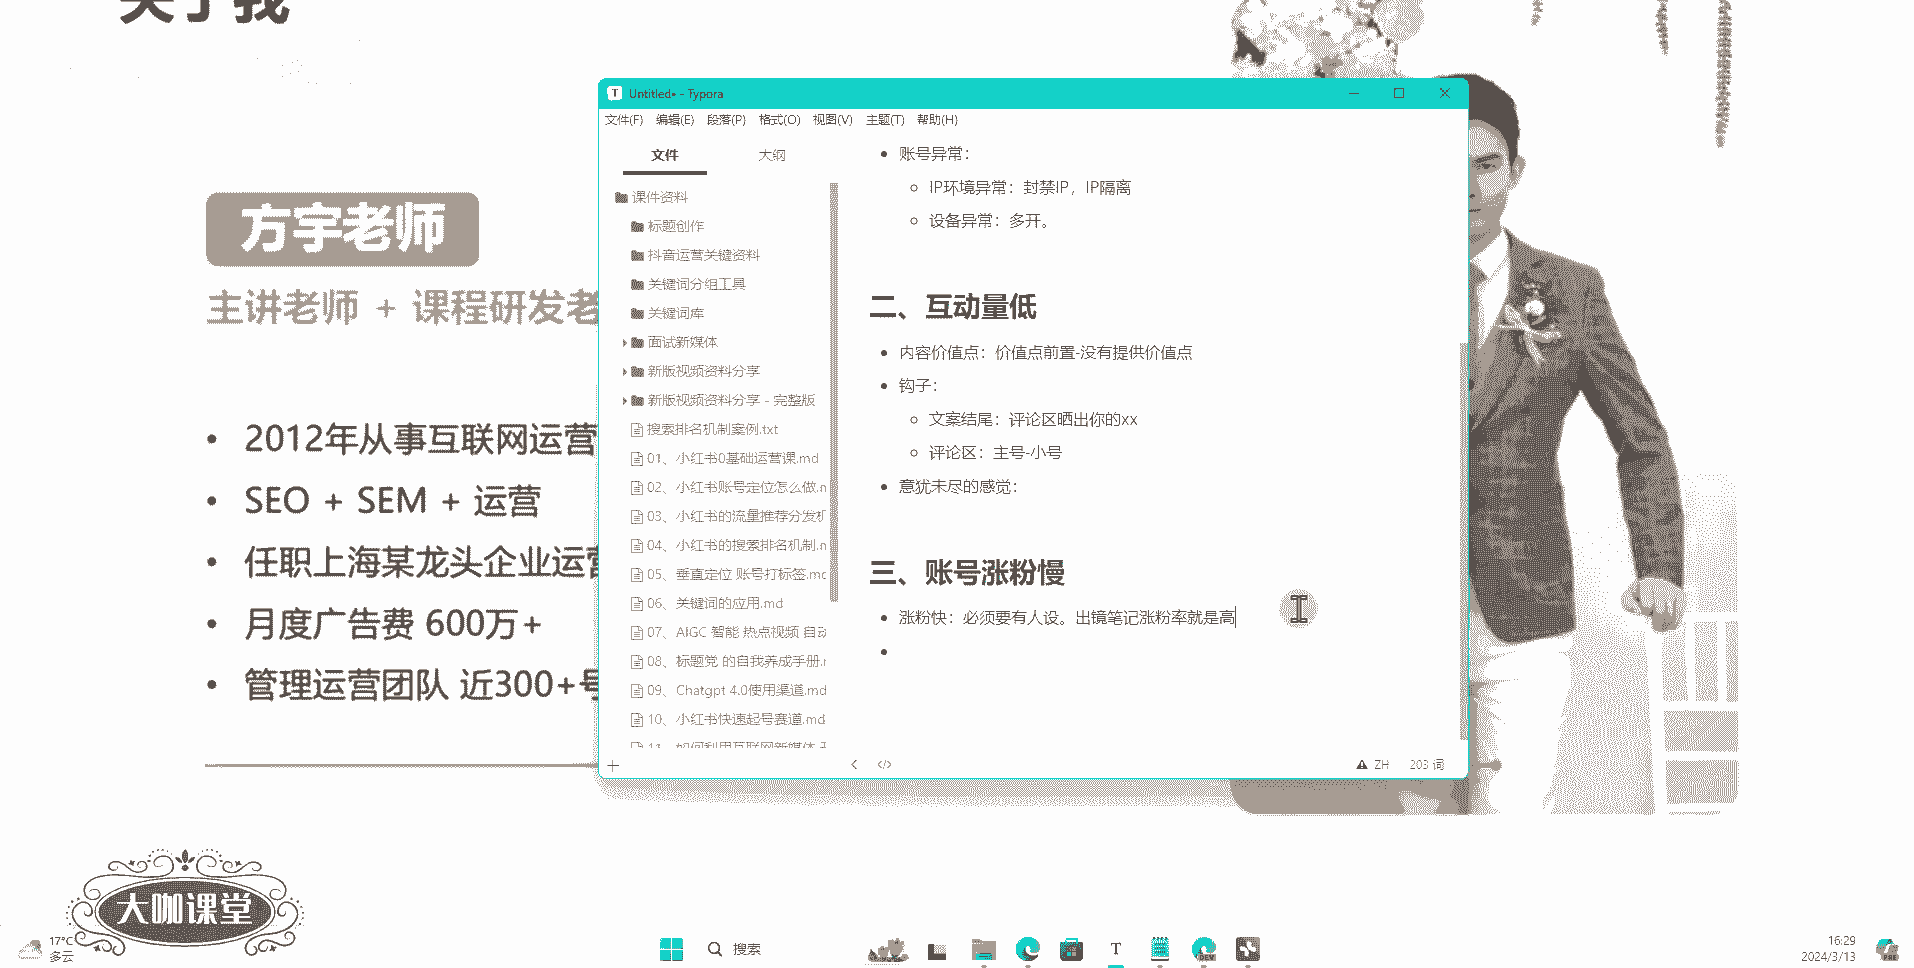 关于我
方宇老师
主讲老师 + 课程研发老
2012年从事互联网运营
SEO + SEM + 运营
任职上海某龙头企业运营
月度广告费 600万+
管理运营团队 近300+号
大咖课堂
Untitled• - Typora
文件(F) 编辑(E) 段落(P) 格式(O) 视图(V) 主题(T) 帮助(H)
文件 大纲
课件资料
标题创作
抖音运营关键资料
关键词分组工具
关键词库
面试新媒体
新版视频资料分享
新版视频资料分享 - 完整版
搜索排名机制案例.txt
01、小红书0基础运营课.md
02、小红书账号定位怎么做.m
03、小红书的流量推荐分发机
04、小红书的搜索排名机制.m
05、垂直定位 账号打标签.md
06、关键词的应用.md
07、AIGC 智能 热点视频 自动
08、标题党 的自我养成手册.m
09、Chatgpt 4.0使用渠道.md
10、小红书快速起号赛道.md
11、如何利用互联网新媒体
账号异常：
IP环境异常：封禁IP，IP隔离
设备异常：多开。
二、互动量低
内容价值点：价值点前置-没有提供价值点
钩子：
文案结尾：评论区晒出你的xx
评论区：主号-小号
意犹未尽的感觉：
三、账号涨粉慢
涨粉快：必须要有人设。出镜笔记涨粉率就是高
ZH 203 词
17°C
多云
搜索
T
DEV
16:29
2024/3/13
PRE